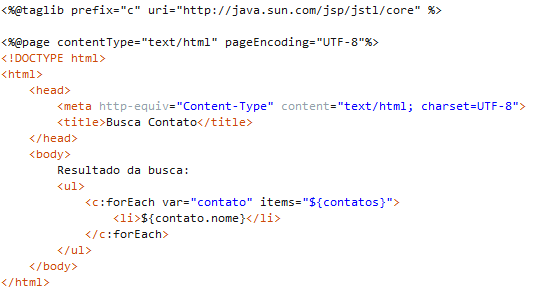 <%@taglib prefix="c" uri="http://java.sun.com/jsp/jstl/core" %>

<%@page contentType="text/html" pageEncoding="UTF-8"%>
<!DOCTYPE html>
<html>
    <head>
        <meta http-equiv="Content-Type" content="text/html; charset=UTF-8">
        <title>Busca Contato</title>
    </head>
    <body>
        Resultado da busca:
        <ul>
            <c:forEach var="contato" items="${contatos}">
                <li>${contato.nome}</li>
            </c:forEach>
        </ul>
    </body>
</html>